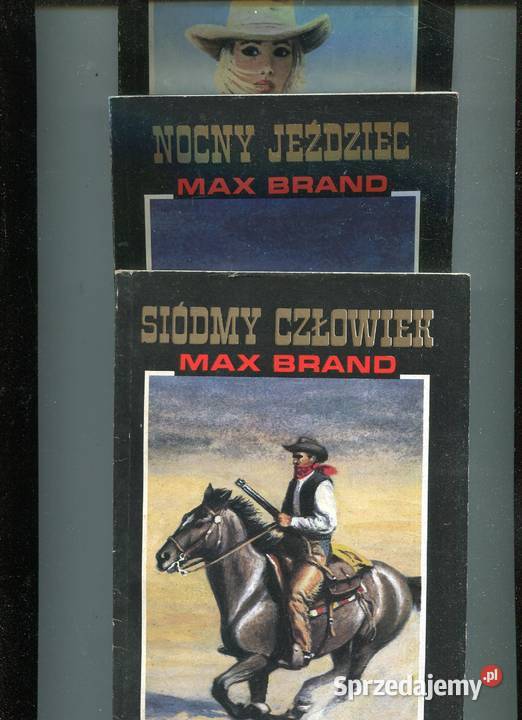 NOCNY JEŹDZIEC
MAX BRAND
SIÓDMY CZŁOWIEK
MAX BRAND
Sprzedajemy.pl